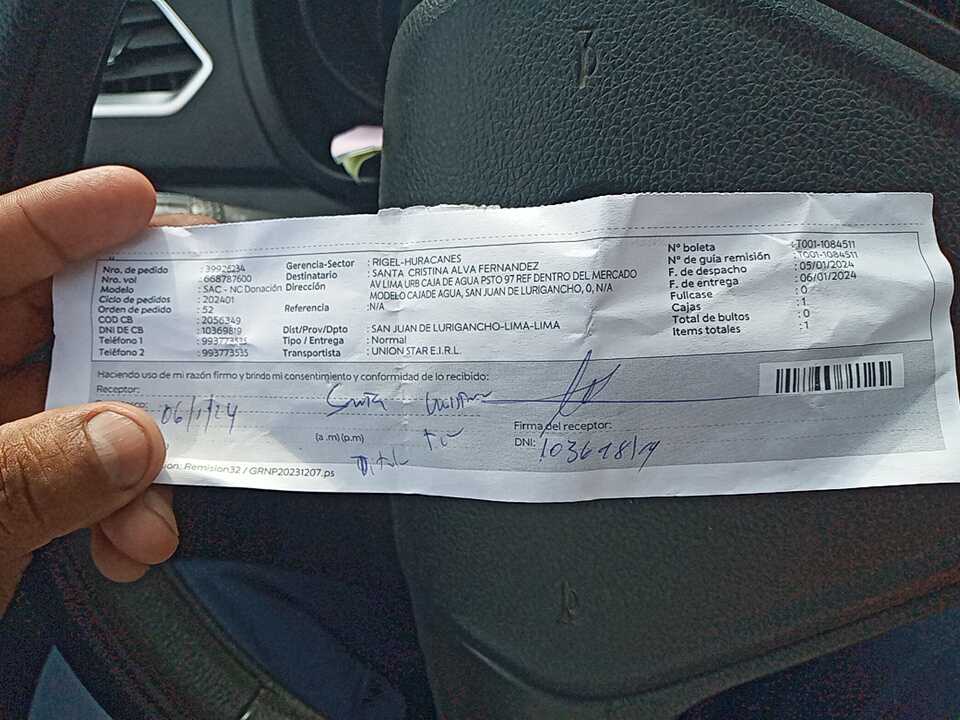 Nro. de pedido : 39926234
Nro. vol : 668787600
Modelo : SAC - NC Donación
Ciclo de pedidos : 202401
Orden de pedido : 52
COD CB : 2056349
DNI DE CB : 10369819
Teléfono 1 : 993773535
Teléfono 2 : 993773535
Gerencia-Sector : RIGEL-HURACANES
Destinatario : SANTA CRISTINA ALVA FERNANDEZ
Dirección : AV LIMA URB CAJA DE AGUA PSTO 97 REF DENTRO DEL MERCADO
MODELO CAJADE AGUA, SAN JUAN DE LURIGANCHO, 0, N/A
Referencia : N/A
Dist/Prov/Dpto : SAN JUAN DE LURIGANCHO-LIMA-LIMA
Tipo / Entrega : Normal
Transportista : UNION STAR E.I.R.L.
N° boleta : T001-1084511
N° de guía remisión : T001-1084511
F. de despacho : 05/01/2024
F. de entrega : 06/01/2024
Fullcase : 0
Cajas : 1
Total de bultos : 0
Items totales : 1
Haciendo uso de mi razón firmo y brindo mi consentimiento y conformidad de lo recibido:
Receptor:
06/1/24
Santa
(a .m) (p.m)
Firma del receptor:
DNI: 10369819
Remision32 / GRNP20231207.ps